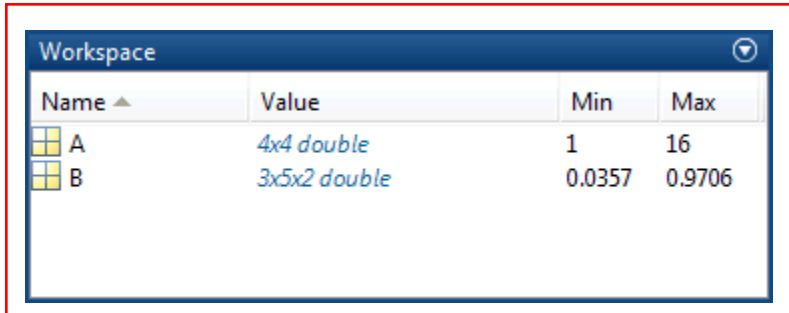 Workspace
Name Value Min Max
A 4x4 double 1 16
B 3x5x2 double 0.0357 0.9706